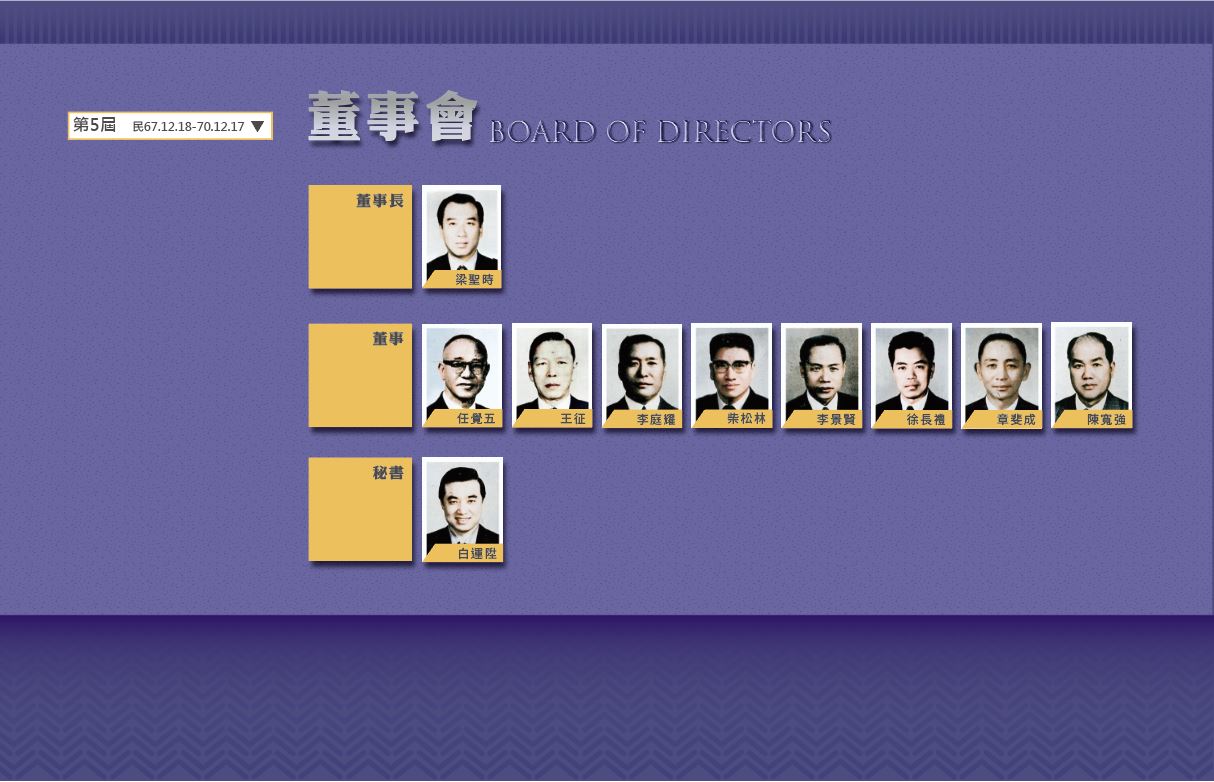 第5屆 民67.12.18-70.12.17 ▼
董事會 BOARD OF DIRECTORS
董事長
梁聖時
董事
任覺五
王征
李庭耀
柴松林
李景賢
徐長禮
章斐成
陳寬強
秘書
白運陞